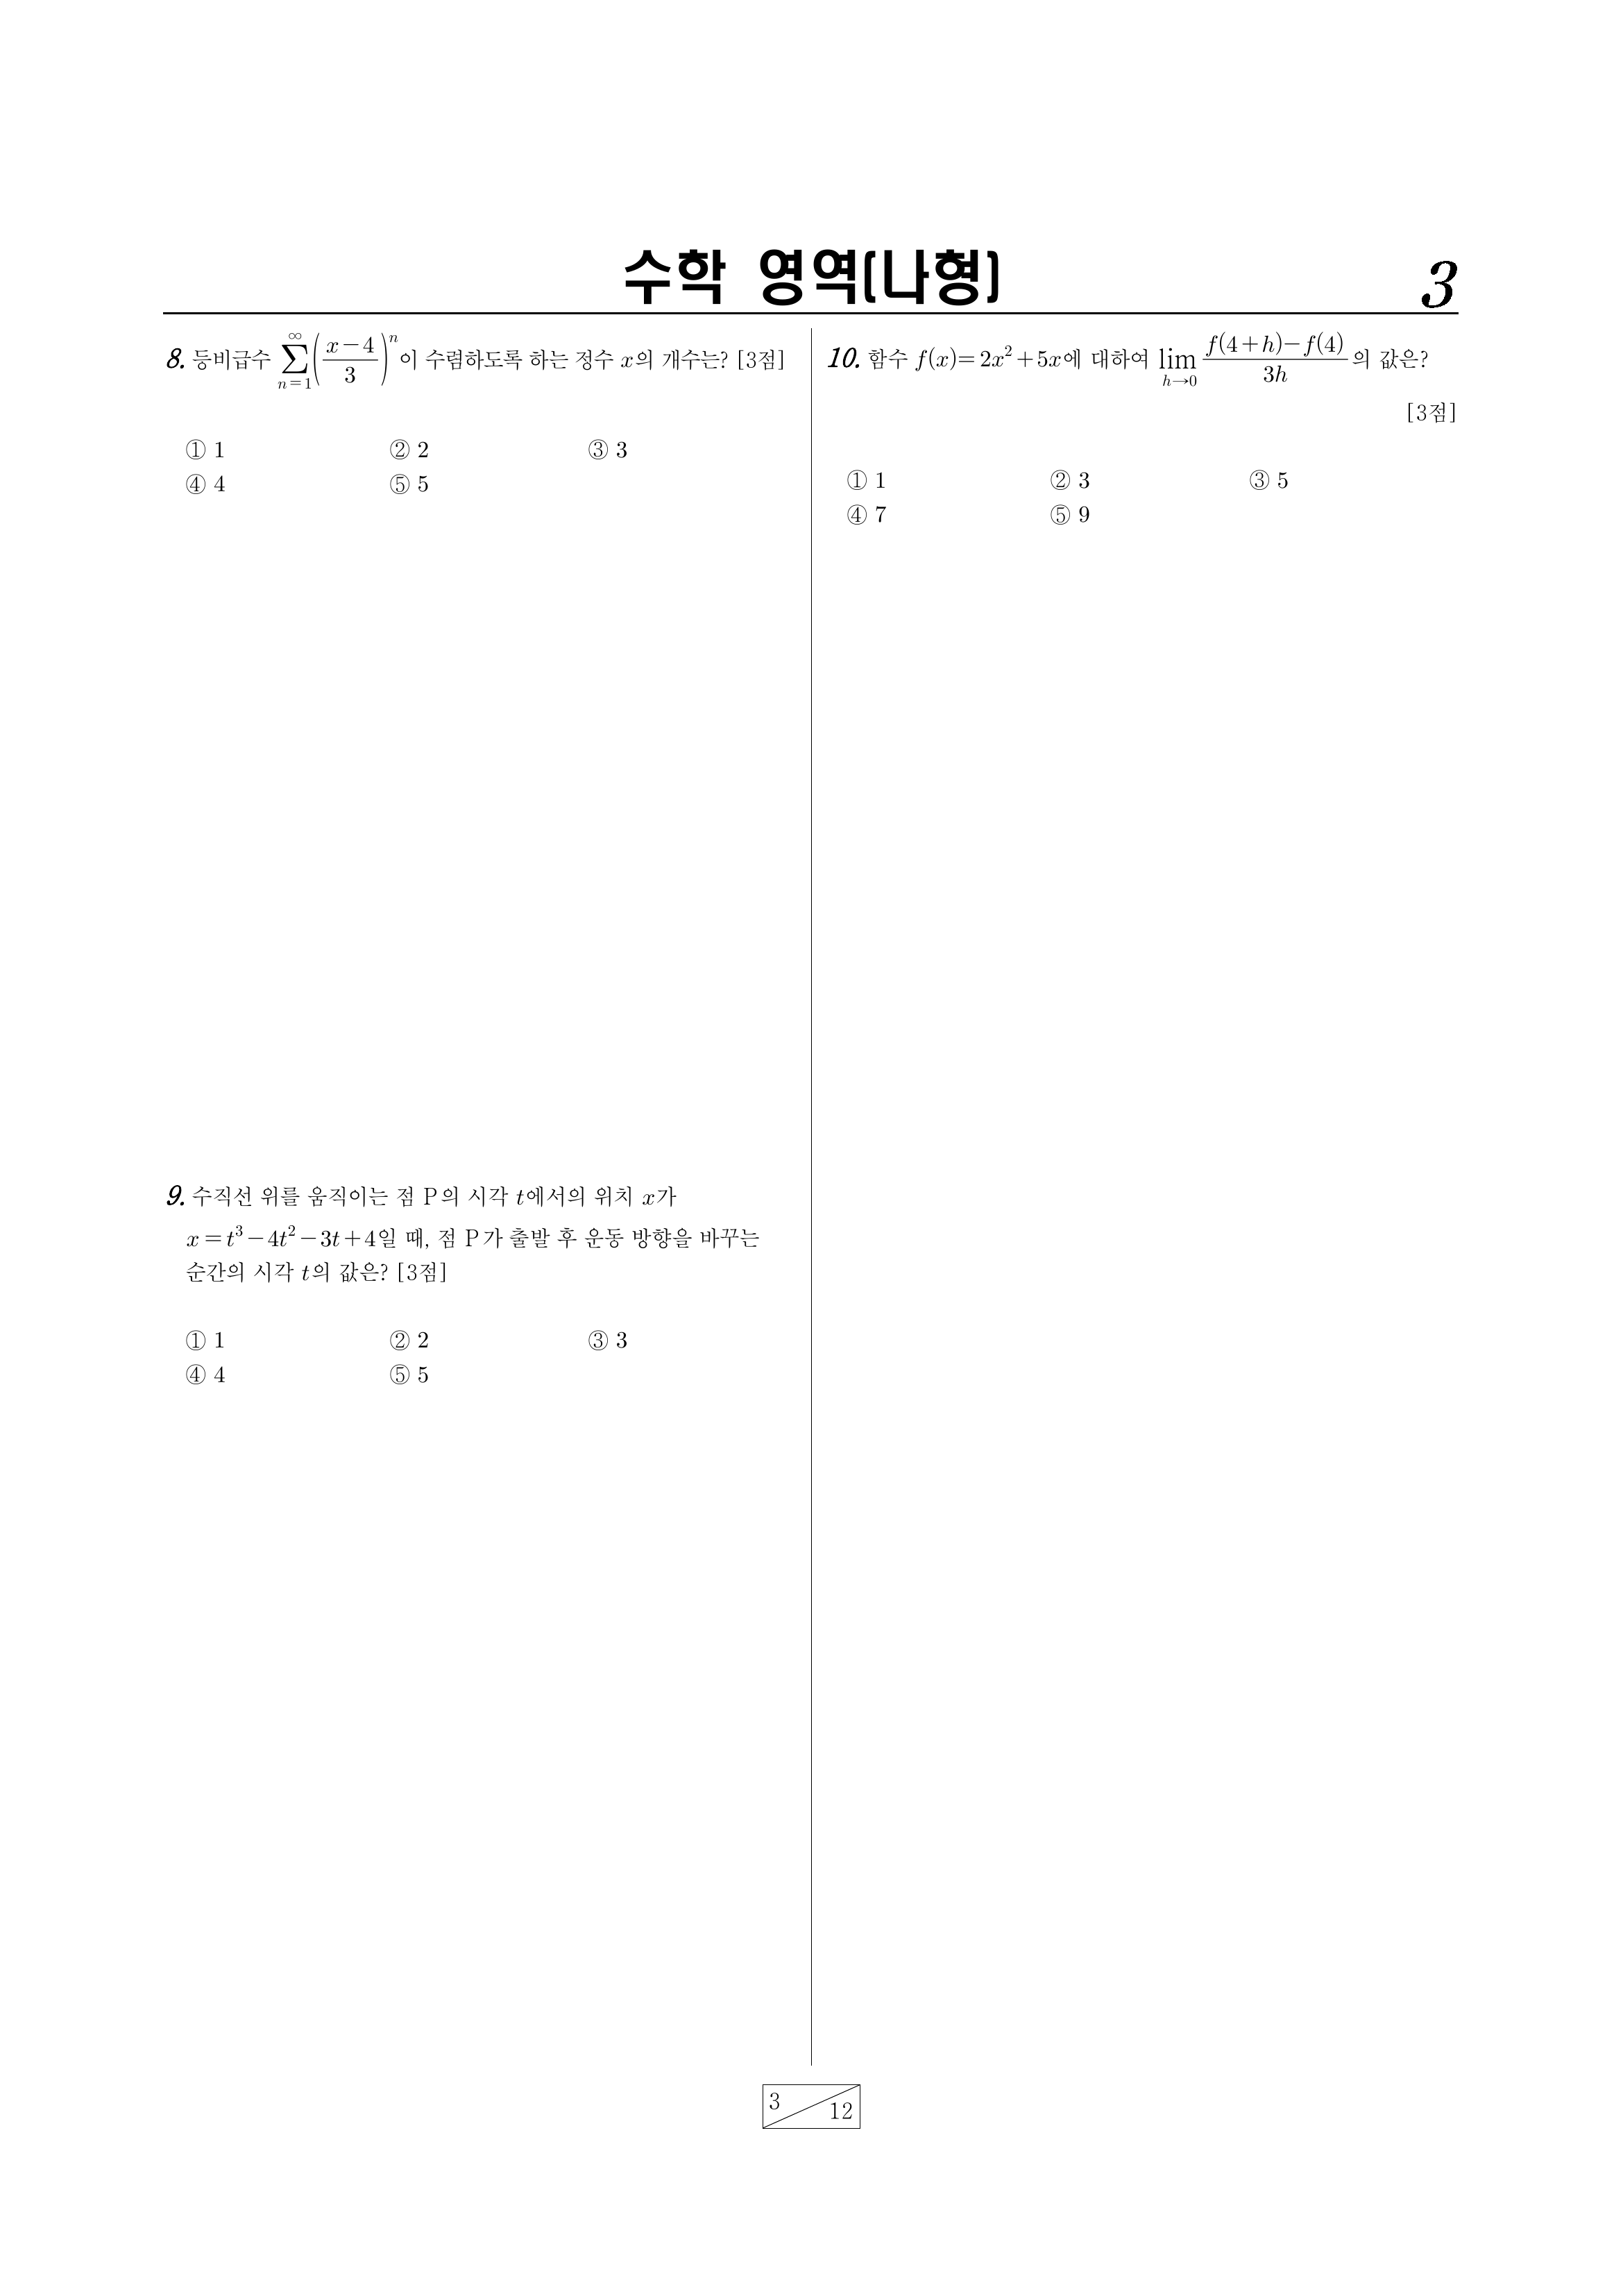 수학 영역(나형)
3
8. 등비급수 $\sum_{n=1}^{\infty}\left(\frac{x-4}{3}\right)^n$이 수렴하도록 하는 정수 $x$의 개수는? [3점]
① 1 ② 2 ③ 3
④ 4 ⑤ 5
9. 수직선 위를 움직이는 점 P의 시각 $t$에서의 위치 $x$가
$x=t^3-4t^2-3t+4$일 때, 점 P가 출발 후 운동 방향을 바꾸는
순간의 시각 $t$의 값은? [3점]
① 1 ② 2 ③ 3
④ 4 ⑤ 5
10. 함수 $f(x)=2x^2+5x$에 대하여 $\lim_{h\to 0}\frac{f(4+h)-f(4)}{3h}$의 값은?
[3점]
① 1 ② 3 ③ 5
④ 7 ⑤ 9
3
12